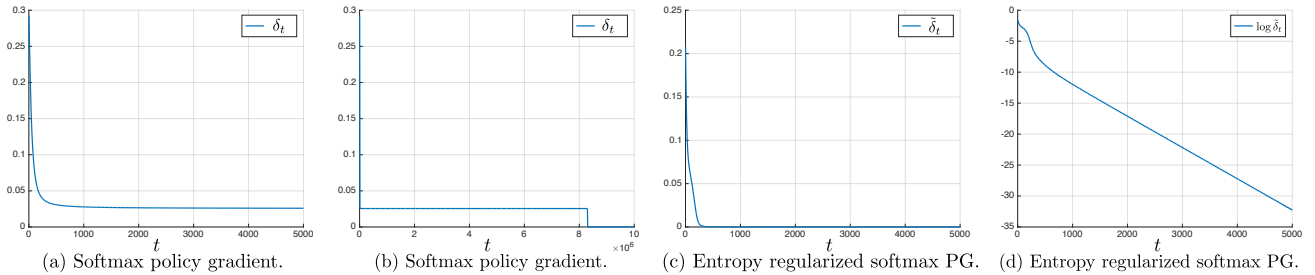 0.3
0.25
0.2
0.15
0.1
0.05
0
0 1000 2000 3000 4000 5000
t
δ_t
(a) Softmax policy gradient.
0.3
0.25
0.2
0.15
0.1
0.05
0
0 2 4 6 8 10
×10^6
t
δ_t
(b) Softmax policy gradient.
0.25
0.2
0.15
0.1
0.05
0
0 1000 2000 3000 4000 5000
t
δ̃_t
(c) Entropy regularized softmax PG.
0
-5
-10
-15
-20
-25
-30
-35
0 1000 2000 3000 4000 5000
t
log δ̃_t
(d) Entropy regularized softmax PG.